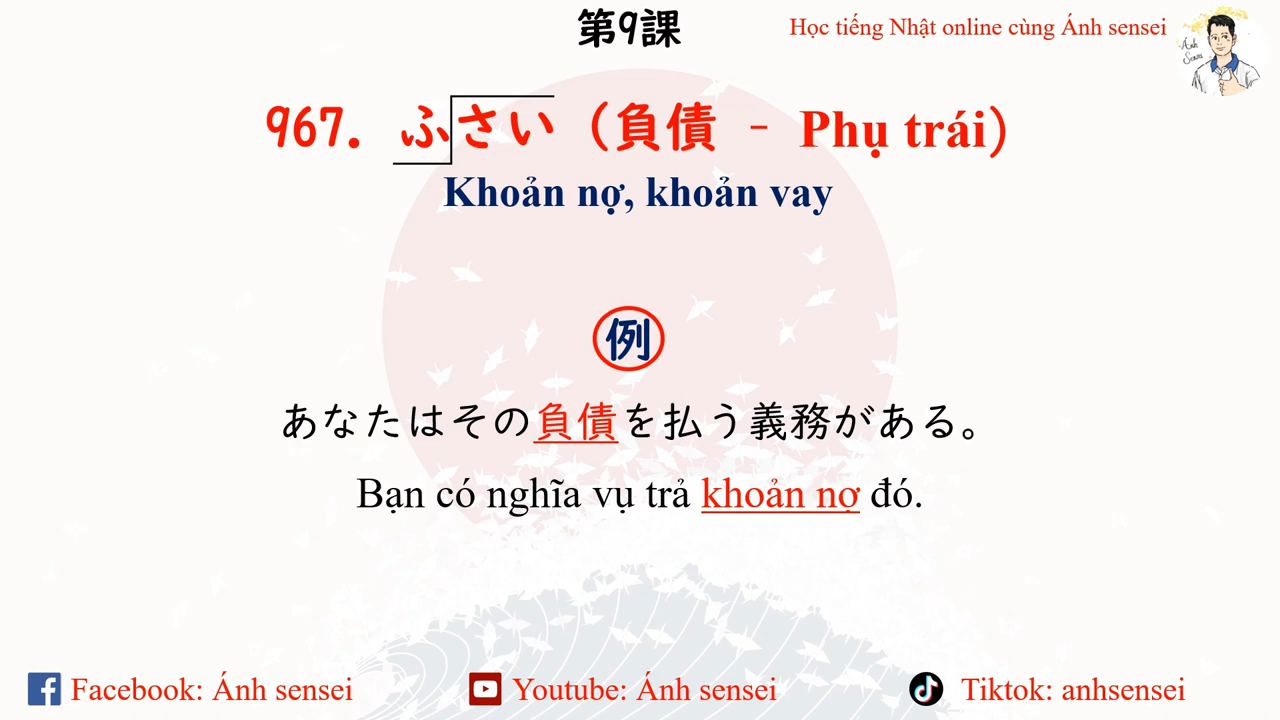 第9課
Học tiếng Nhật online cùng Ánh sensei
Ánh
Sensei
967. ふさい（負債 – Phụ trái)
Khoản nợ, khoản vay
例
あなたはその負債を払う義務がある。
Bạn có nghĩa vụ trả khoản nợ đó.
Facebook: Ánh sensei
Youtube: Ánh sensei
Tiktok: anhsensei